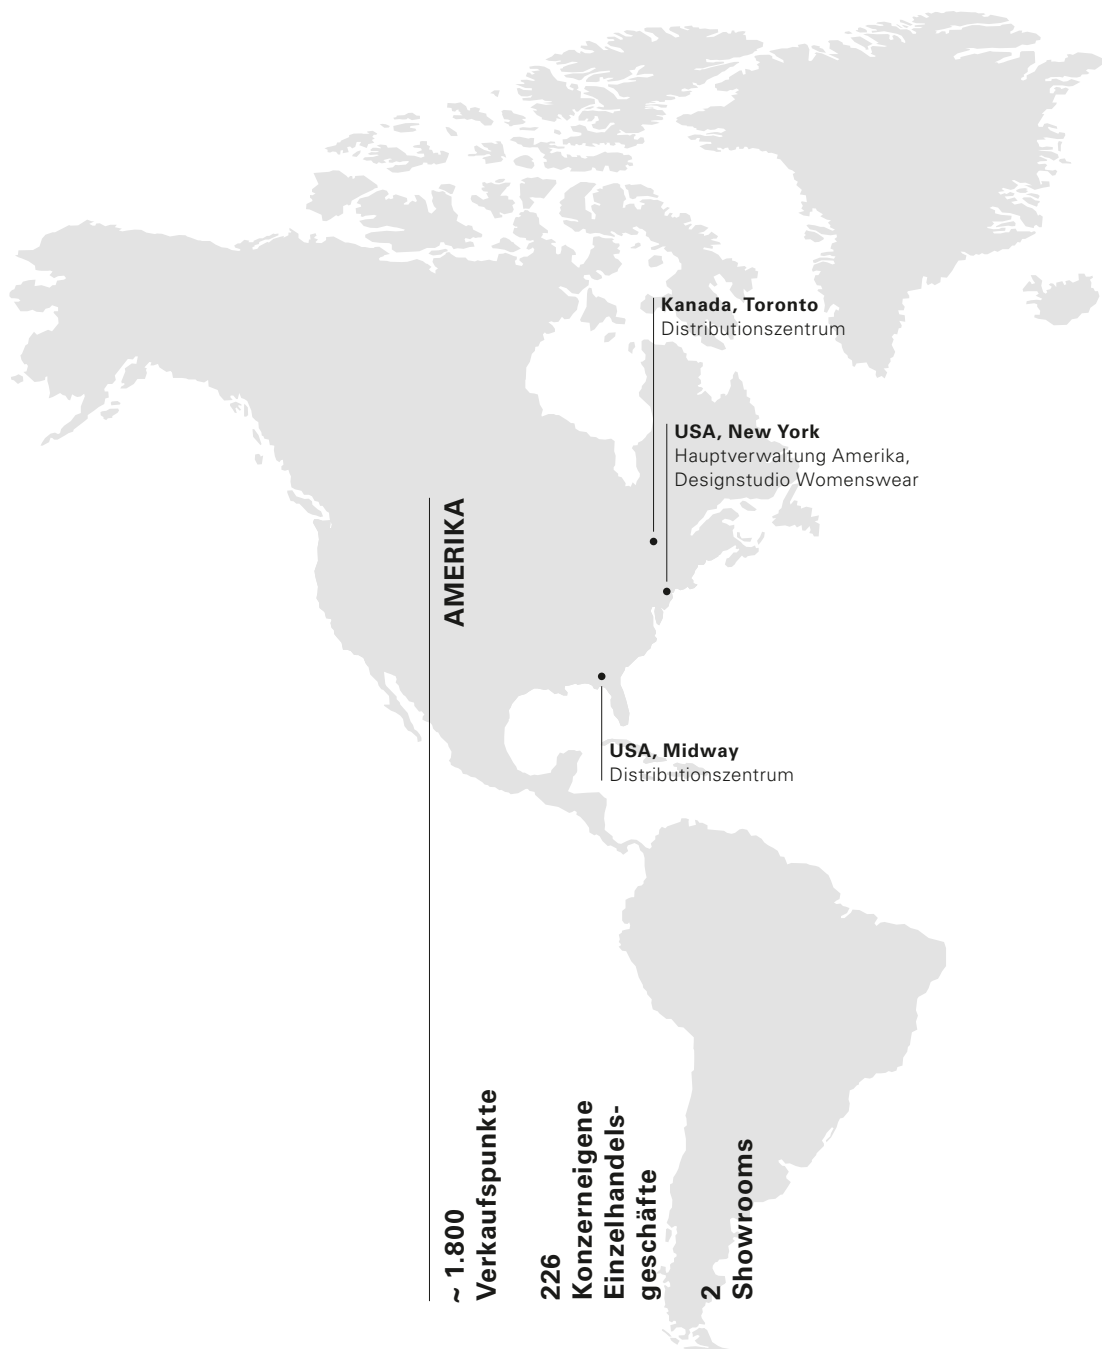 Kanada, Toronto
Distributionszentrum
USA, New York
Hauptverwaltung Amerika,
Designstudio Womenswear
AMERIKA
USA, Midway
Distributionszentrum
~ 1.800
Verkaufspunkte
226
Konzerneigene
Einzelhandels-
geschäfte
2
Showrooms